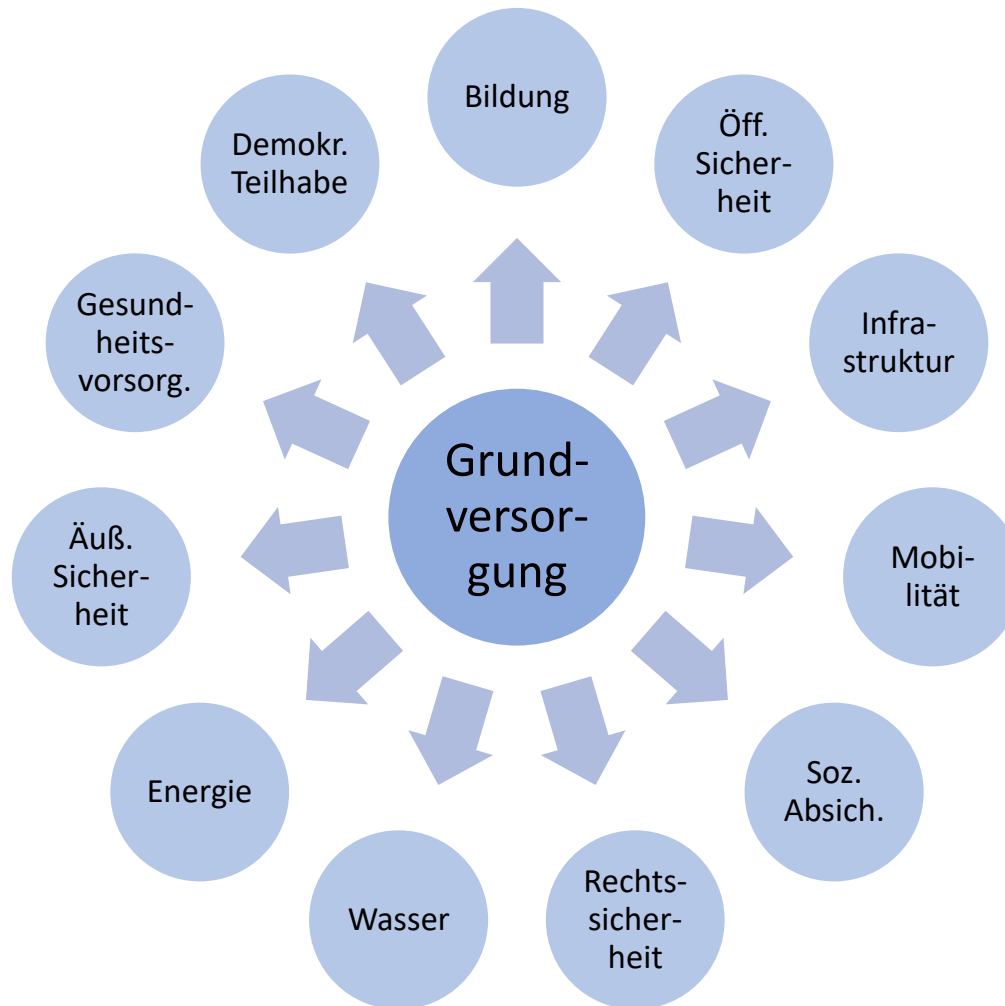 Bildung
Öff.
Sicher-
heit
Infra-
struktur
Mobi-
lität
Soz.
Absich.
Rechts-
sicher-
heit
Wasser
Energie
Äuß.
Sicher-
heit
Gesund-
heits-
vorsorg.
Demokr.
Teilhabe
Grund-
versor-
gung